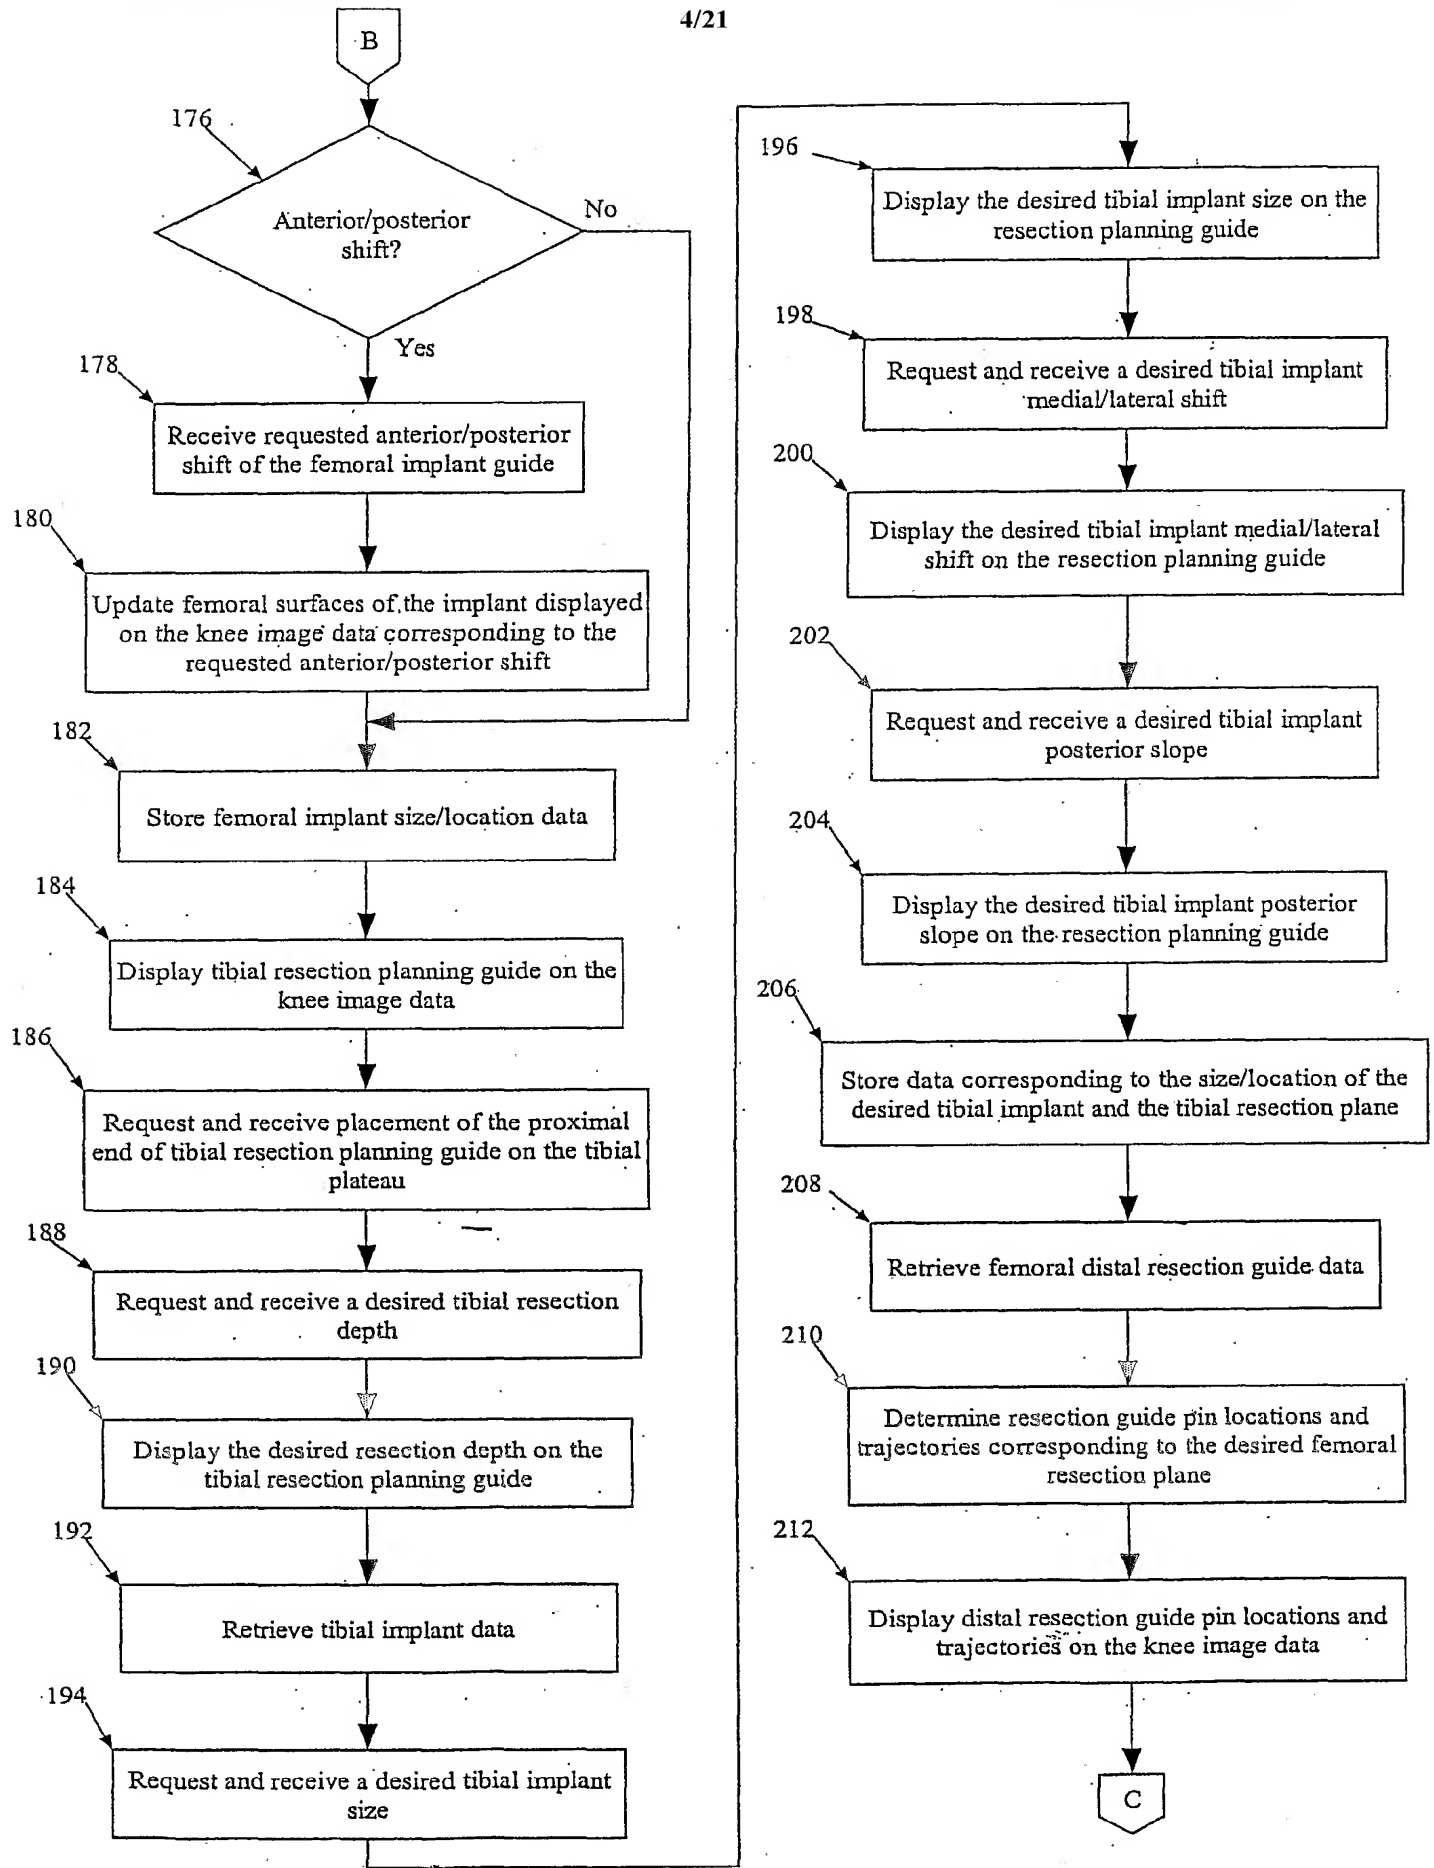 4/21
B
176
Anterior/posterior
shift?
No
Yes
178
Receive requested anterior/posterior
shift of the femoral implant guide
180
Update femoral surfaces of the implant displayed
on the knee image data corresponding to the
requested anterior/posterior shift
182
Store femoral implant size/location data
184
Display tibial resection planning guide on the
knee image data
186
Request and receive placement of the proximal
end of tibial resection planning guide on the tibial
plateau
188
Request and receive a desired tibial resection
depth
190
Display the desired resection depth on the
tibial resection planning guide
192
Retrieve tibial implant data
194
Request and receive a desired tibial implant
size
196
Display the desired tibial implant size on the
resection planning guide
198
Request and receive a desired tibial implant
medial/lateral shift
200
Display the desired tibial implant medial/lateral
shift on the resection planning guide
202
Request and receive a desired tibial implant
posterior slope
204
Display the desired tibial implant posterior
slope on the resection planning guide
206
Store data corresponding to the size/location of the
desired tibial implant and the tibial resection plane
208
Retrieve femoral distal resection guide data
210
Determine resection guide pin locations and
trajectories corresponding to the desired femoral
resection plane
212
Display distal resection guide pin locations and
trajectories on the knee image data
C